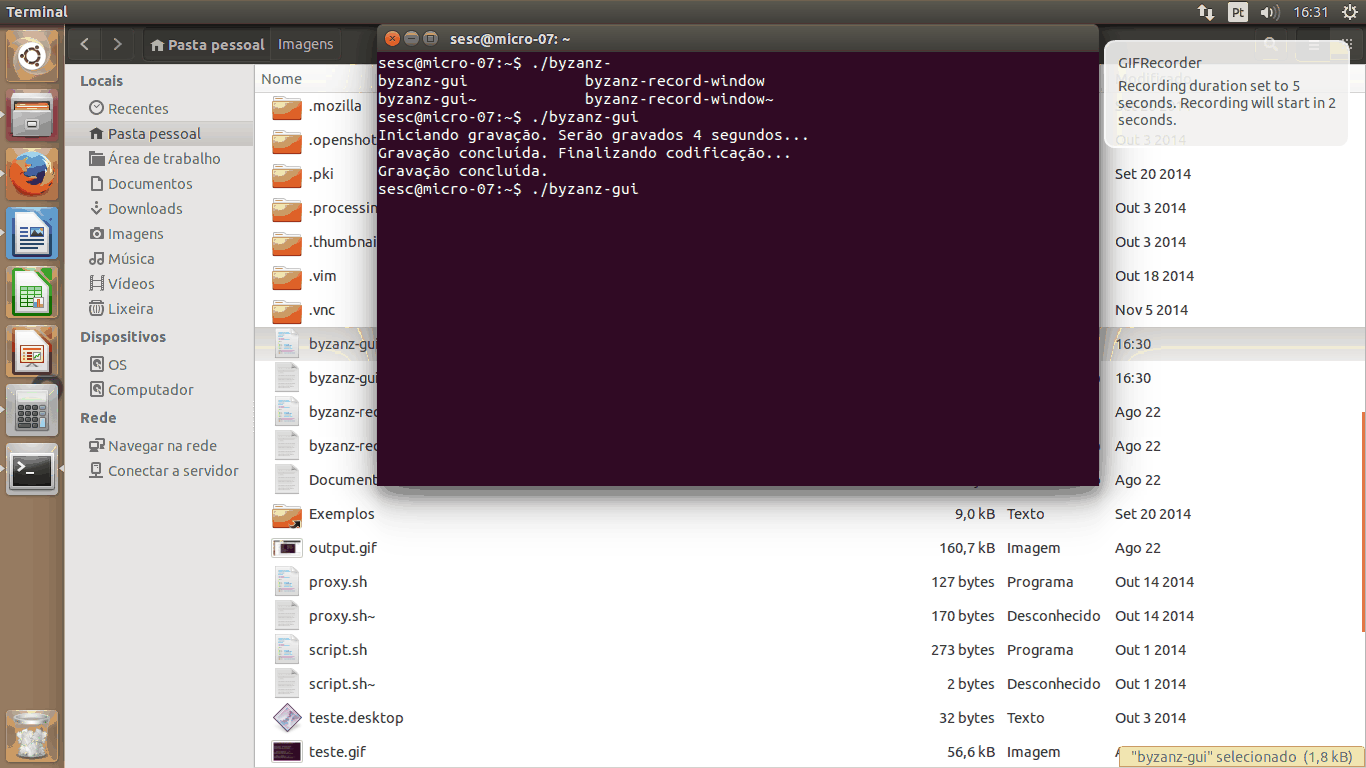 Terminal
Pt
16:31
Pasta pessoal
Imagens
sesc@micro-07: ~
sesc@micro-07:~$ ./byzanz-
byzanz-gui byzanz-record-window
byzanz-gui~ byzanz-record-window~
sesc@micro-07:~$ ./byzanz-gui
Iniciando gravação. Serão gravados 4 segundos...
Gravação concluída. Finalizando codificação...
Gravação concluída.
sesc@micro-07:~$ ./byzanz-gui
GIFRecorder
Recording duration set to 5
seconds. Recording will start in 2
seconds.
Locais
Recentes
Pasta pessoal
Área de trabalho
Documentos
Downloads
Imagens
Música
Vídeos
Lixeira
Dispositivos
OS
Computador
Rede
Navegar na rede
Conectar a servidor
Nome
.mozilla
.openshot Out 3 2014
.pki Set 20 2014
.processin Out 3 2014
.thumbnai Out 3 2014
.vim Out 18 2014
.vnc Nov 5 2014
byzanz-gui 16:30
byzanz-gui 16:30
byzanz-rec Ago 22
byzanz-rec Ago 22
Document Ago 22
Exemplos 9,0 kB Texto Set 20 2014
output.gif 160,7 kB Imagem Ago 22
proxy.sh 127 bytes Programa Out 14 2014
proxy.sh~ 170 bytes Desconhecido Out 14 2014
script.sh 273 bytes Programa Out 1 2014
script.sh~ 2 bytes Desconhecido Out 1 2014
teste.desktop 32 bytes Texto Out 3 2014
teste.gif 56,6 kB Imagem
"byzanz-gui" selecionado (1,8 kB)